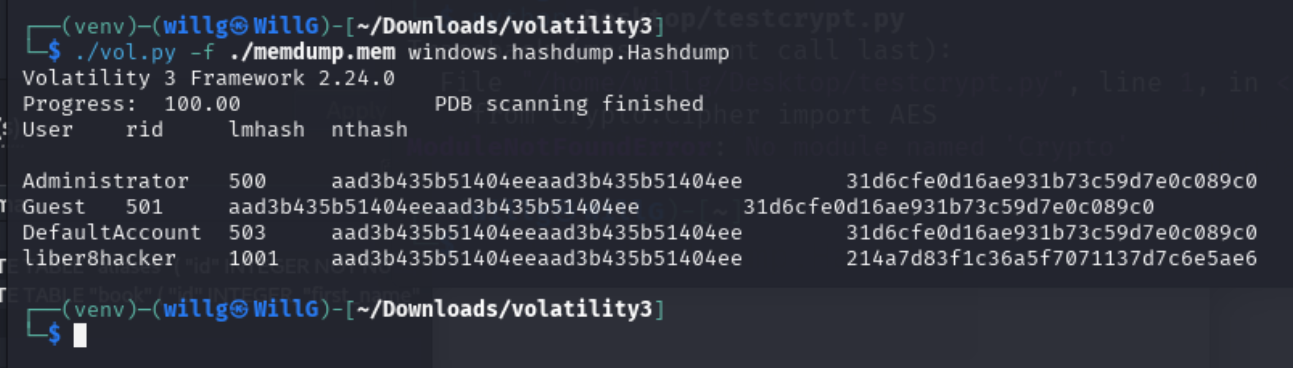 (venv)-(willg㉿WillG)-[~/Downloads/volatility3]
$ ./vol.py -f ./memdump.mem windows.hashdump.Hashdump
Volatility 3 Framework 2.24.0
Progress:  100.00               PDB scanning finished
User    rid     lmhash  nthash
Administrator   500     aad3b435b51404eeaad3b435b51404ee        31d6cfe0d16ae931b73c59d7e0c089c0
Guest   501     aad3b435b51404eeaad3b435b51404ee        31d6cfe0d16ae931b73c59d7e0c089c0
DefaultAccount  503     aad3b435b51404eeaad3b435b51404ee        31d6cfe0d16ae931b73c59d7e0c089c0
liber8hacker    1001    aad3b435b51404eeaad3b435b51404ee        214a7d83f1c36a5f7071137d7c6e5ae6
(venv)-(willg㉿WillG)-[~/Downloads/volatility3]
$